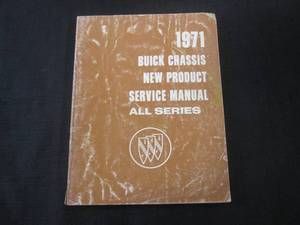 1971
BUICK CHASSIS
NEW PRODUCT
SERVICE MANUAL
ALL SERIES